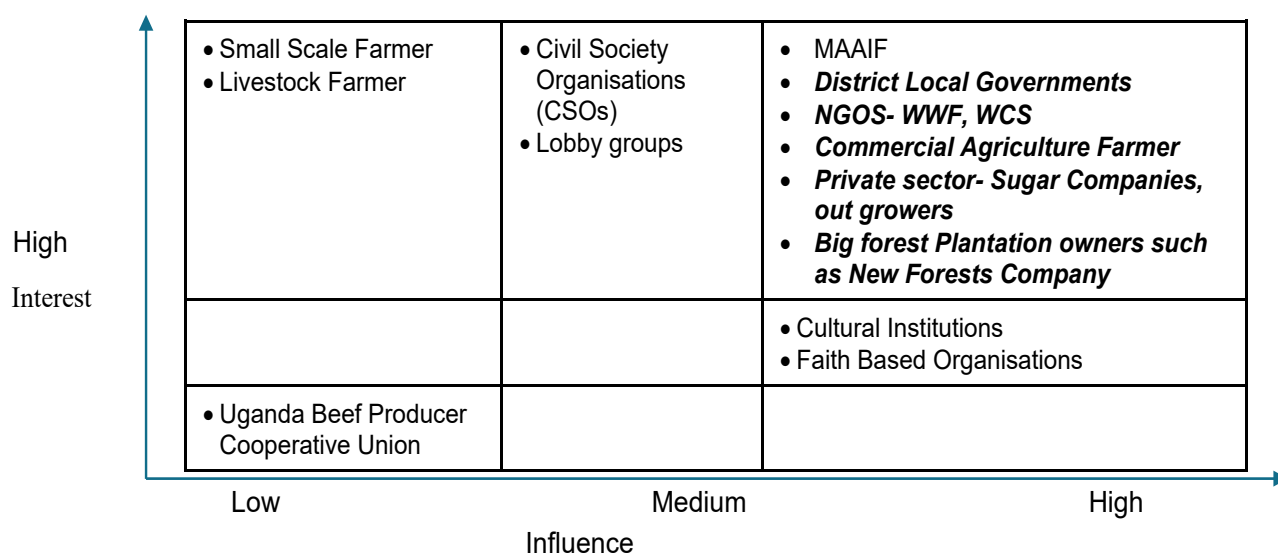 • Small Scale Farmer
• Livestock Farmer
• Civil Society
Organisations
(CSOs)
• Lobby groups
• MAAIF
• District Local Governments
• NGOS- WWF, WCS
• Commercial Agriculture Farmer
• Private sector- Sugar Companies,
out growers
• Big forest Plantation owners such
as New Forests Company
High
Interest
• Cultural Institutions
• Faith Based Organisations
• Uganda Beef Producer
Cooperative Union
Low
Medium
High
Influence